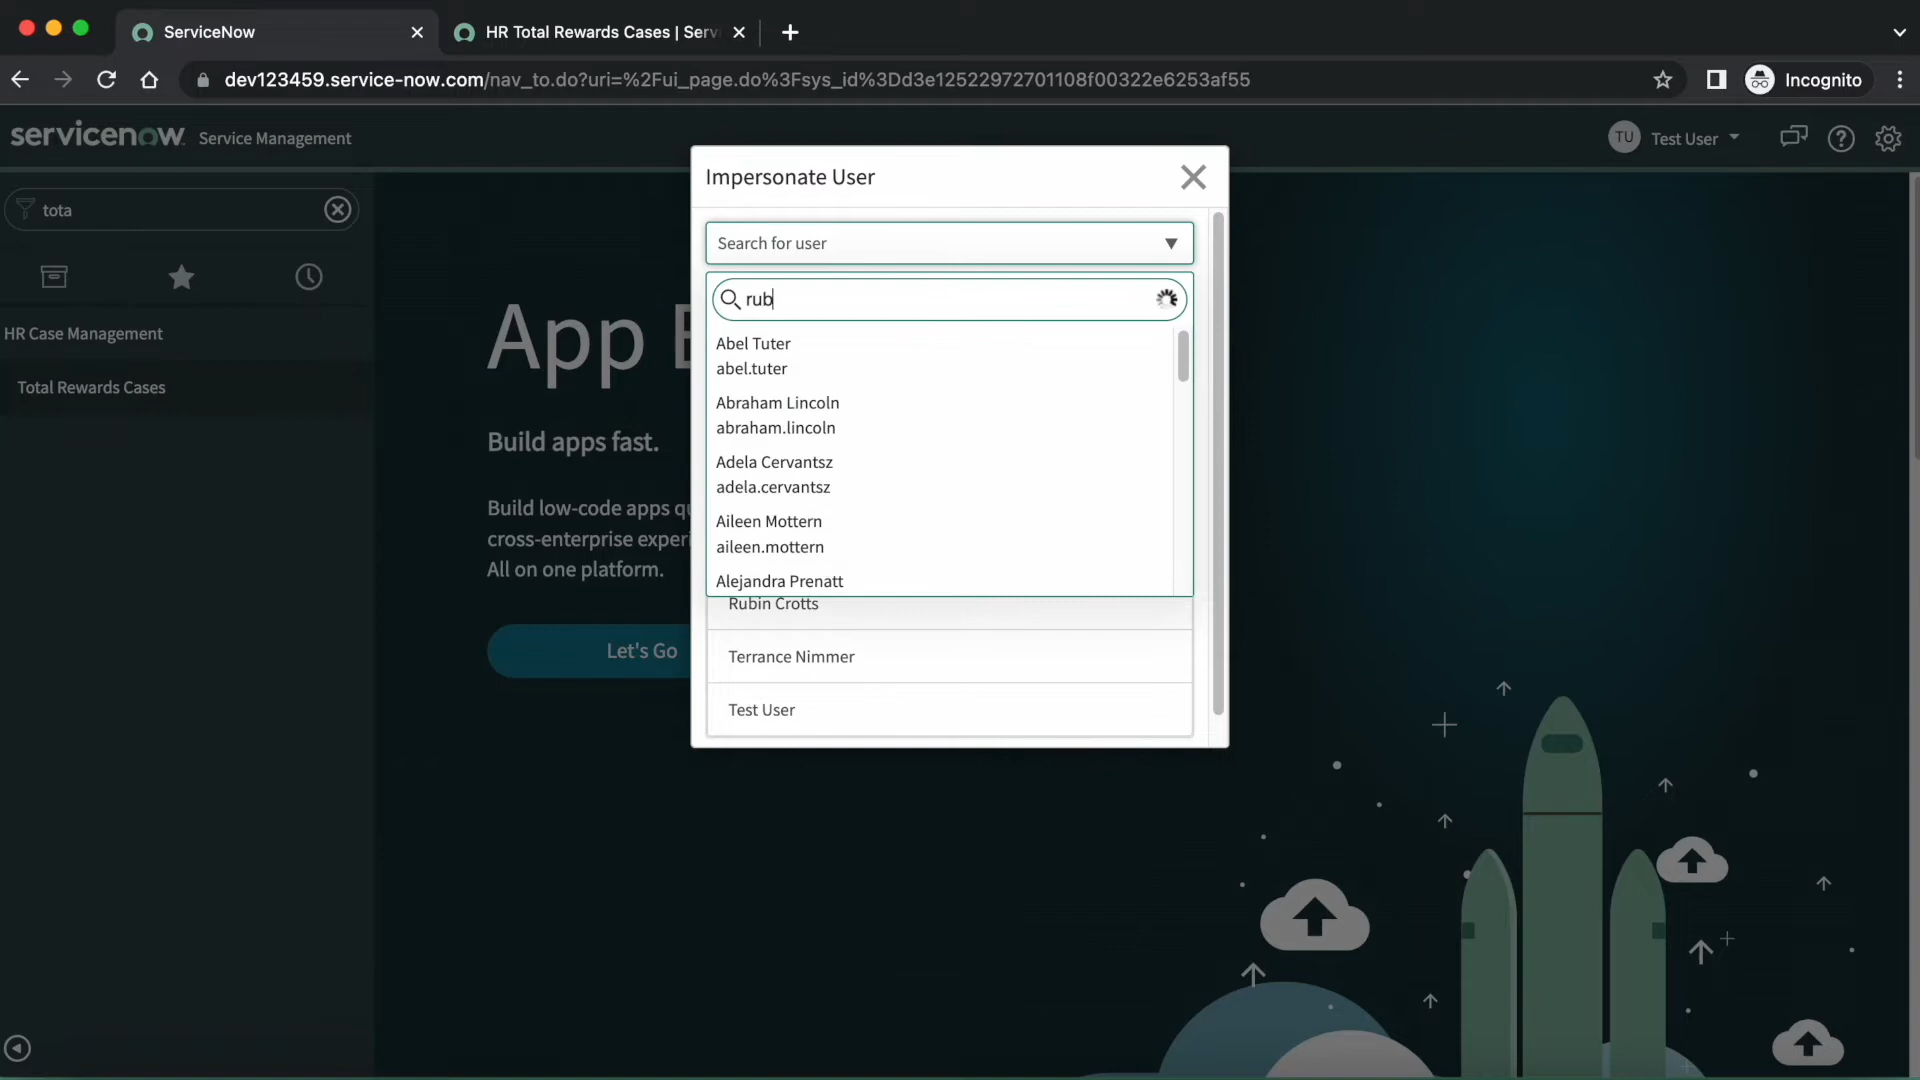 ServiceNow
HR Total Rewards Cases | Serv
dev123459.service-now.com/nav_to.do?uri=%2Fui_page.do%3Fsys_id%3Dd3e12522972701108f00322e6253af55
Incognito
servicenow Service Management
TU Test User
tota
HR Case Management
Total Rewards Cases
App E
Build apps fast.
Build low-code apps qu
cross-enterprise experi
All on one platform.
Let's Go
Impersonate User
Search for user
rub
Abel Tuter
abel.tuter
Abraham Lincoln
abraham.lincoln
Adela Cervantsz
adela.cervantsz
Aileen Mottern
aileen.mottern
Alejandra Prenatt
Rubin Crotts
Terrance Nimmer
Test User